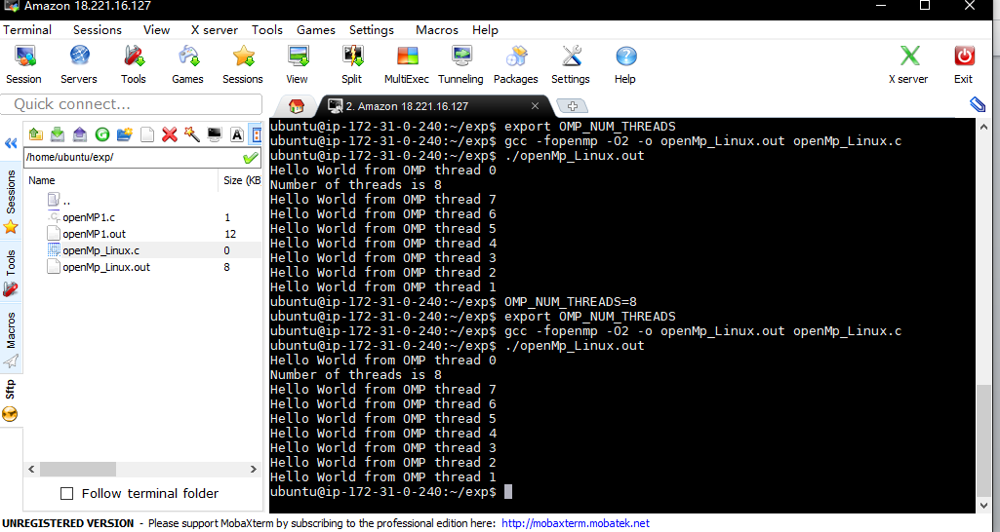 Amazon 18.221.16.127
Terminal Sessions View X server Tools Games Settings Macros Help
Session Servers Tools Games Sessions View Split MultiExec Tunneling Packages Settings Help X server Exit
Quick connect...
2. Amazon 18.221.16.127
/home/ubuntu/exp/
Name Size (KB
..
openMP1.c 1
openMP1.out 12
openMp_Linux.c 0
openMp_Linux.out 8
Sessions
Tools
Macros
Sftp
Follow terminal folder
ubuntu@ip-172-31-0-240:~/exp$ export OMP_NUM_THREADS
ubuntu@ip-172-31-0-240:~/exp$ gcc -fopenmp -O2 -o openMp_Linux.out openMp_Linux.c
ubuntu@ip-172-31-0-240:~/exp$ ./openMp_Linux.out
Hello World from OMP thread 0
Number of threads is 8
Hello World from OMP thread 7
Hello World from OMP thread 6
Hello World from OMP thread 5
Hello World from OMP thread 4
Hello World from OMP thread 3
Hello World from OMP thread 2
Hello World from OMP thread 1
ubuntu@ip-172-31-0-240:~/exp$ OMP_NUM_THREADS=8
ubuntu@ip-172-31-0-240:~/exp$ export OMP_NUM_THREADS
ubuntu@ip-172-31-0-240:~/exp$ gcc -fopenmp -O2 -o openMp_Linux.out openMp_Linux.c
ubuntu@ip-172-31-0-240:~/exp$ ./openMp_Linux.out
Hello World from OMP thread 0
Number of threads is 8
Hello World from OMP thread 7
Hello World from OMP thread 6
Hello World from OMP thread 5
Hello World from OMP thread 4
Hello World from OMP thread 3
Hello World from OMP thread 2
Hello World from OMP thread 1
ubuntu@ip-172-31-0-240:~/exp$
UNREGISTERED VERSION - Please support MobaXterm by subscribing to the professional edition here: http://mobaxterm.mobatek.net